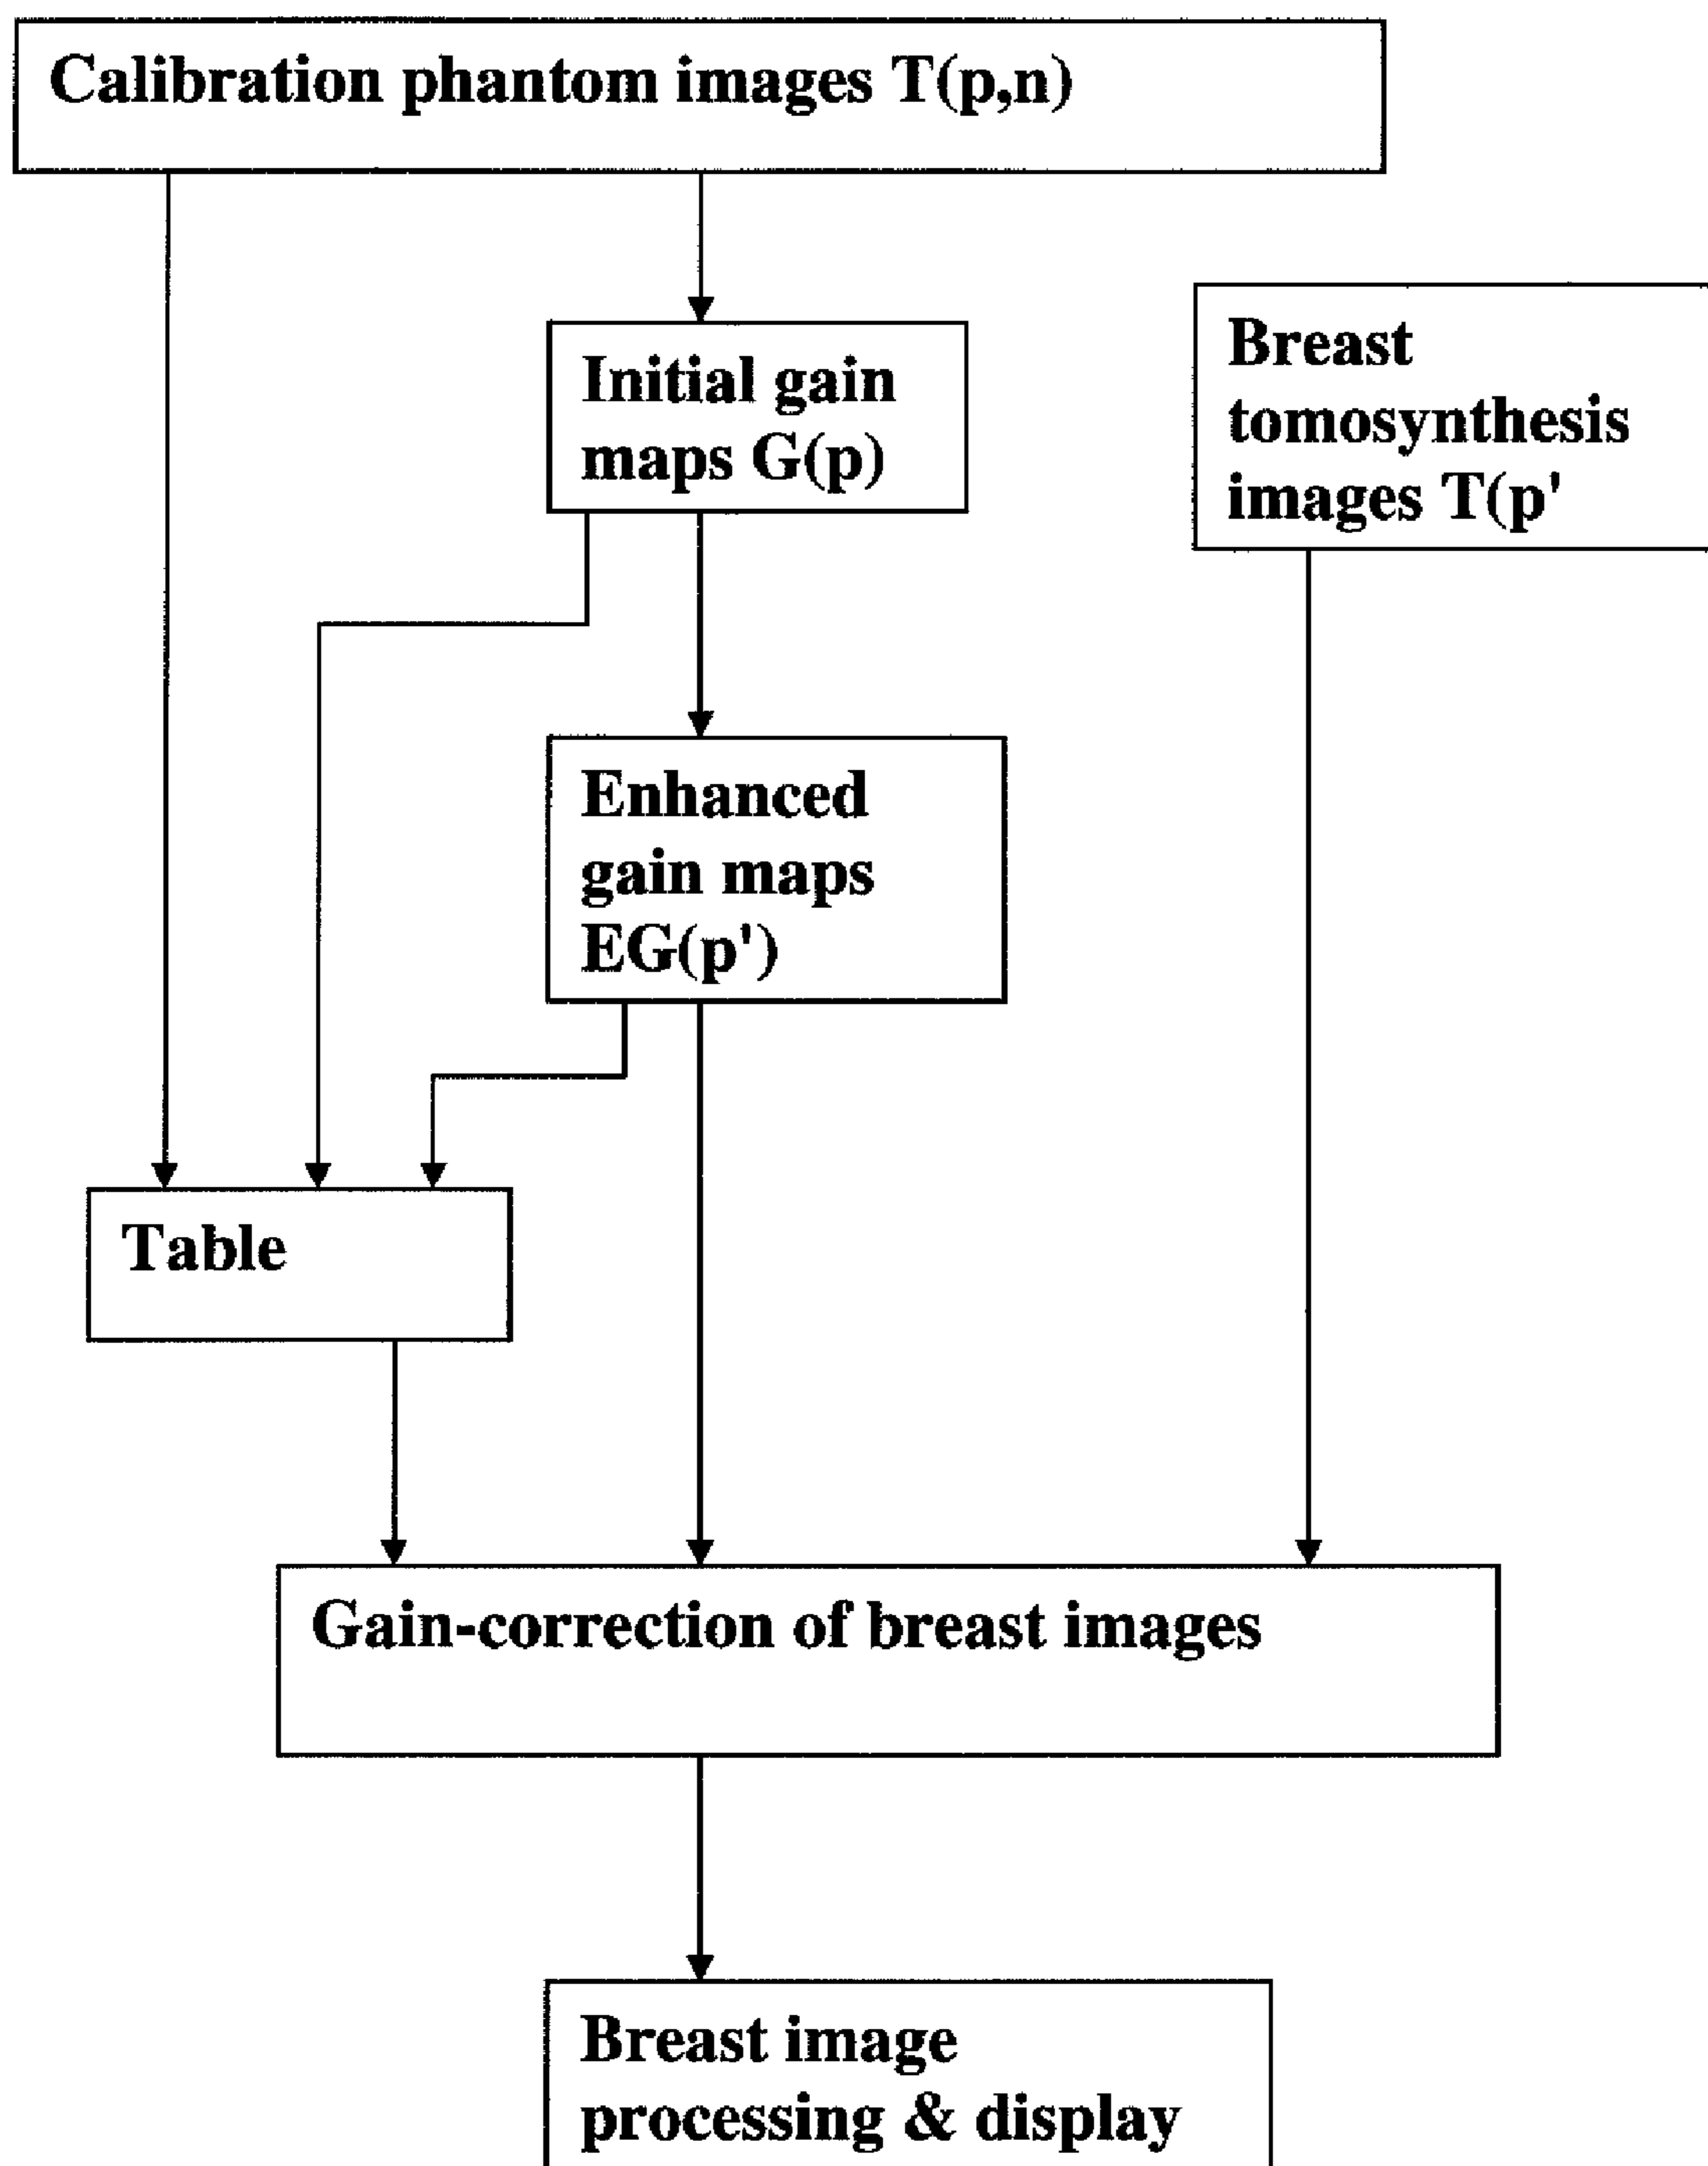 Calibration phantom images T(p,n)
Initial gain
maps G(p)
Breast
tomosynthesis
images T(p'
Enhanced
gain maps
EG(p')
Table
Gain-correction of breast images
Breast image
processing & display